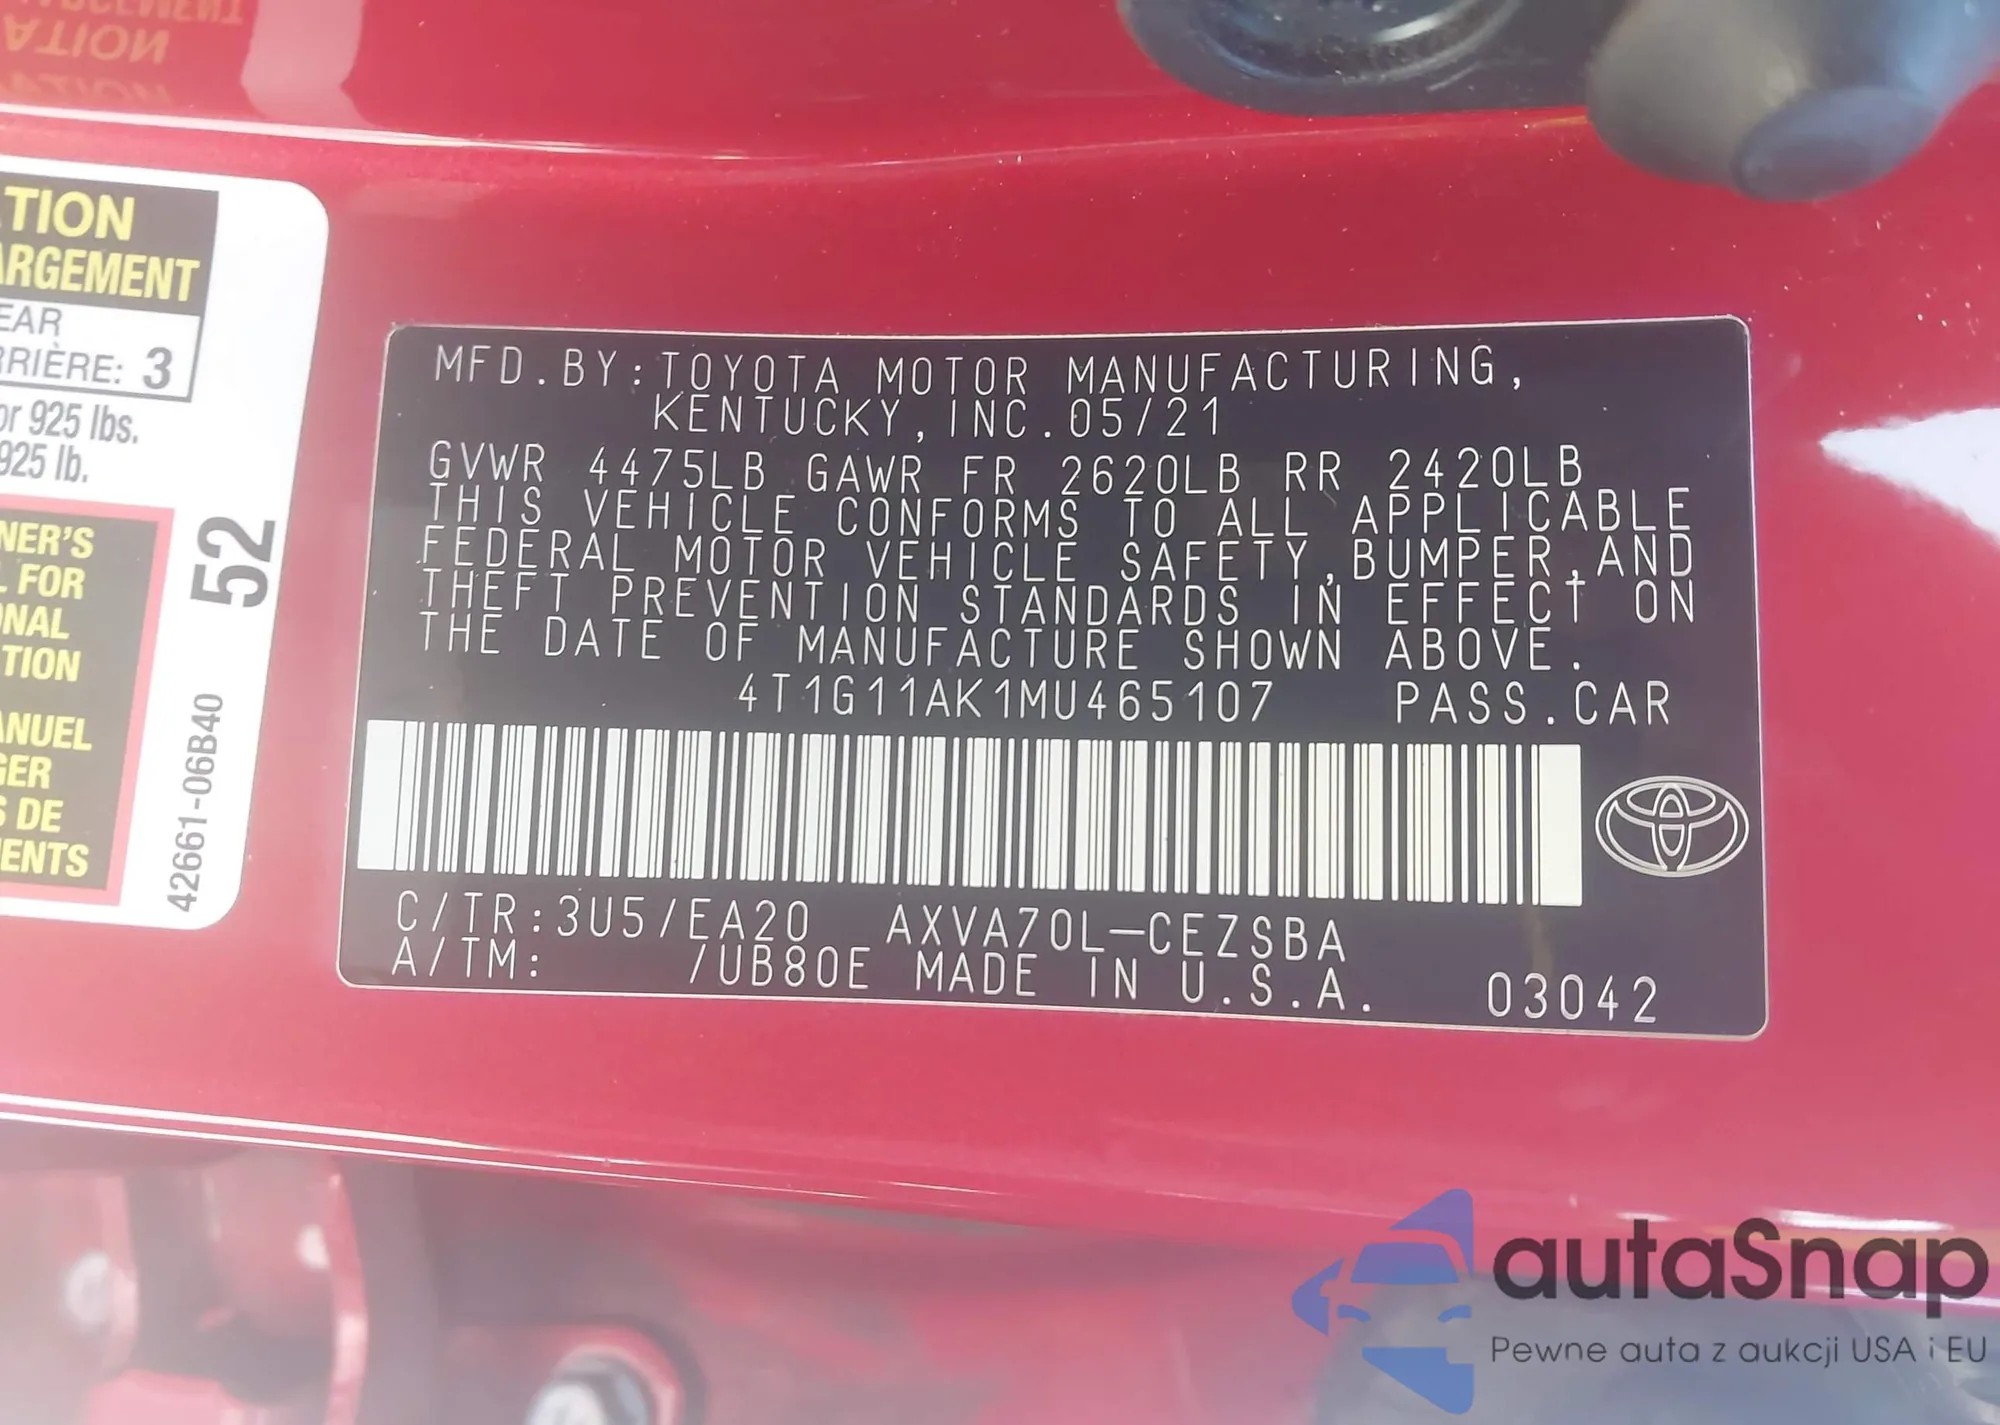 TION
ARGEMENT
EAR
RRIÈRE: 3
or 925 lbs.
925 lb.
NER'S
L FOR
ONAL
TION
ANUEL
GER
S DE
ENTS
52
42661-06B40
MFD.BY:TOYOTA MOTOR MANUFACTURING,
KENTUCKY,INC.05/21
GVWR 4475LB GAWR FR 2620LB RR 2420LB
THIS VEHICLE CONFORMS TO ALL APPLICABLE
FEDERAL MOTOR VEHICLE SAFETY,BUMPER,AND
THEFT PREVENTION STANDARDS IN EFFECT ON
THE DATE OF MANUFACTURE SHOWN ABOVE.
4T1G11AK1MU465107 PASS.CAR
C/TR:3U5/EA20 AXVA70L-CEZSBA
A/TM: /UB80E MADE IN U.S.A. 03042
autaSnap
Pewne auta z aukcji USA i EU